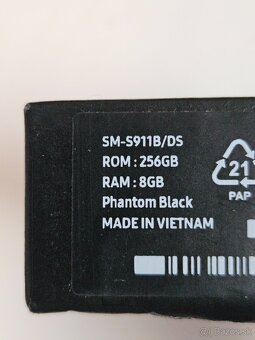 SM-S911B/DS
ROM : 256GB
RAM : 8GB
Phantom Black
MADE IN VIETNAM
21
PAP